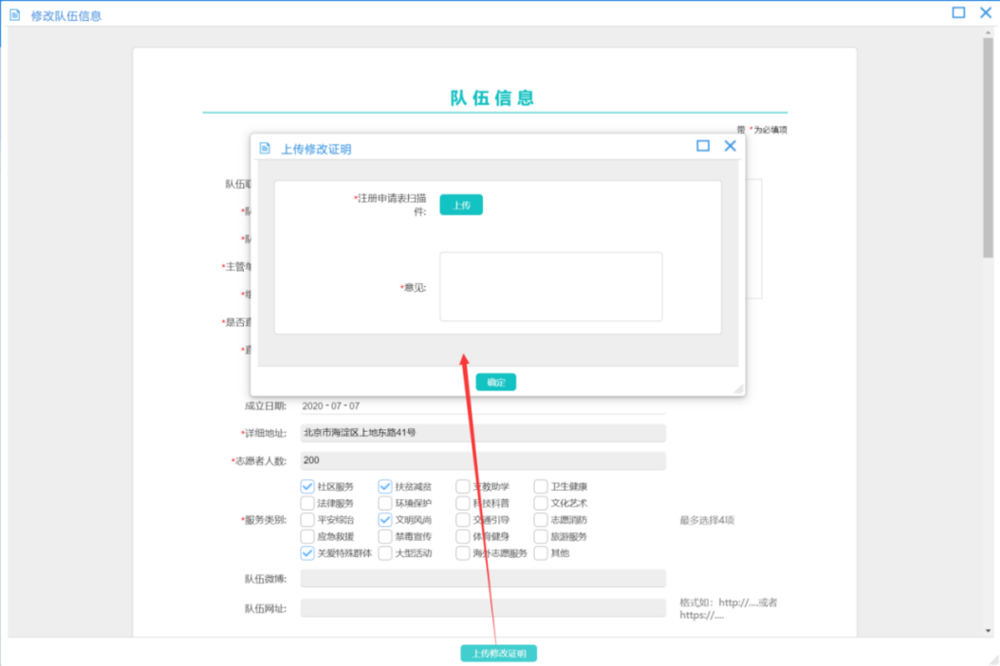 修改队伍信息
队伍信息
带 *为必填项
上传修改证明
*注册申请表扫描
件:
上传
*意见:
确定
队伍
*
*
*主管
*
*是否
*
成立日期: 2020-07-07
*详细地址: 北京市海淀区上地东路41号
*志愿者人数: 200
*服务类别:
社区服务 扶贫减贫 支教助学 卫生健康
法律服务 环境保护 科技科普 文化艺术
平安综治 文明风尚 交通引导 志愿消防
应急救援 禁毒宣传 体育健身 旅游服务
关爱特殊群体 大型活动 海外志愿服务 其他
最多选择4项
队伍微博:
队伍网址:
格式如：http://....或者
https://....
上传修改证明